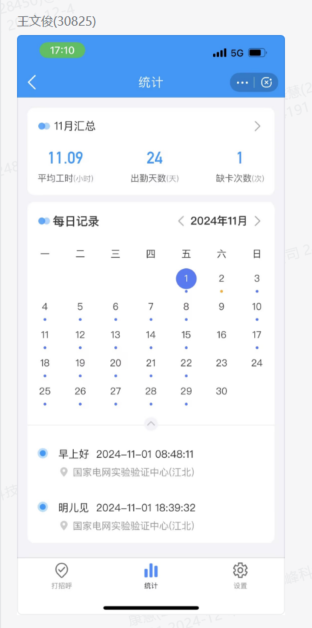 王文俊(30825)
17:10 5G
统计
11月汇总
11.09 24 1
平均工时(小时) 出勤天数(天) 缺卡次数(次)
每日记录 2024年11月
一 二 三 四 五 六 日
1 2 3
4 5 6 7 8 9 10
11 12 13 14 15 16 17
18 19 20 21 22 23 24
25 26 27 28 29 30
早上好 2024-11-01 08:48:11
国家电网实验验证中心(江北)
明儿见 2024-11-01 18:39:32
国家电网实验验证中心(江北)
打招呼 统计 设置